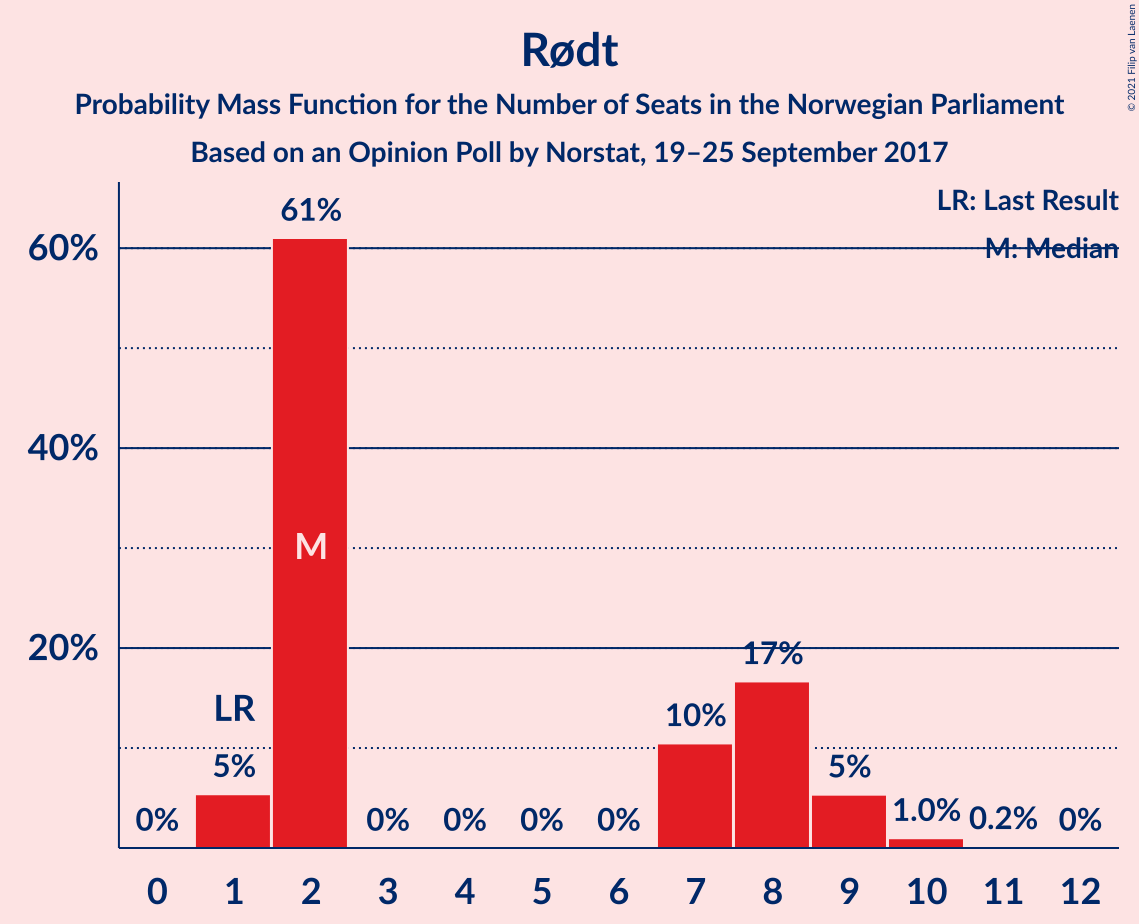 Rødt
Probability Mass Function for the Number of Seats in the Norwegian Parliament
Based on an Opinion Poll by Norstat, 19–25 September 2017
© 2021 Filip van Laenen
LR: Last Result
M: Median
60%
40%
20%
0%
LR
5%
61%
M
0%
0%
0%
0%
10%
17%
5%
1.0%
0.2%
0%
0 1 2 3 4 5 6 7 8 9 10 11 12